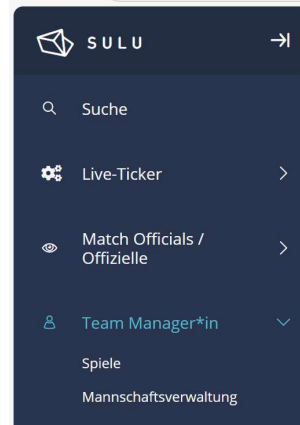 SULU
Suche
Live-Ticker
Match Officials /
Offizielle
Team Manager*in
Spiele
Mannschaftsverwaltung